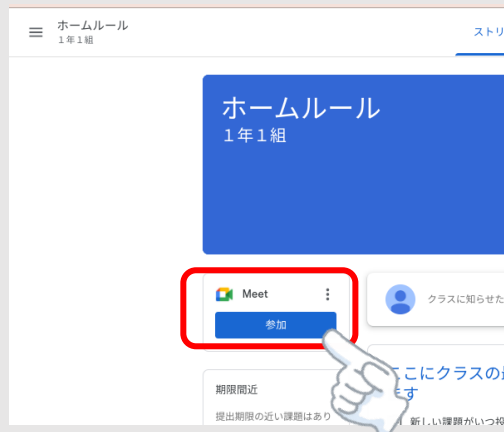 ホームルール
1年1組
ストリ
ホームルール
1年1組
Meet
参加
クラスに知らせた
期限間近
提出期限の近い課題はあり
ここにクラスの
ます
新しい課題がいつ投